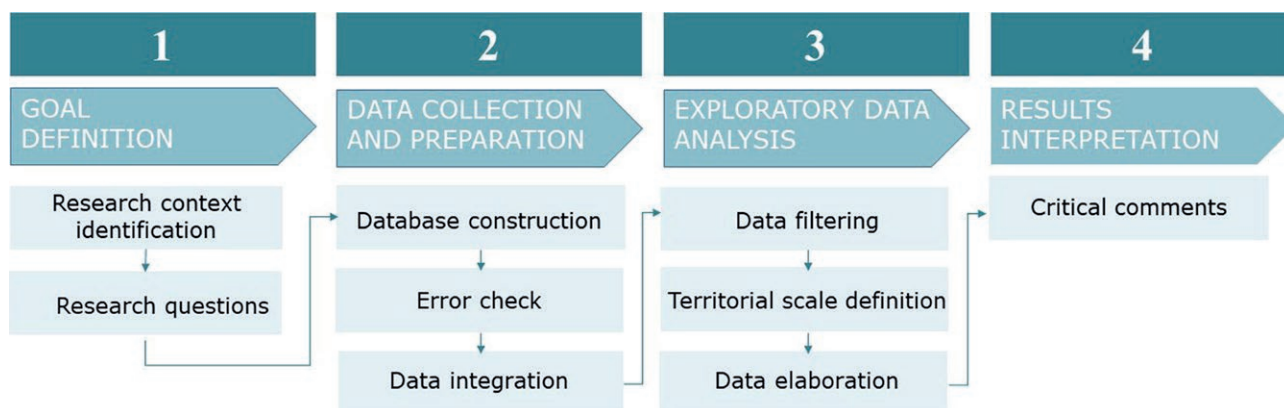 1
GOAL
DEFINITION
Research context
identification
Research questions
2
DATA COLLECTION
AND PREPARATION
Database construction
Error check
Data integration
3
EXPLORATORY DATA
ANALYSIS
Data filtering
Territorial scale definition
Data elaboration
4
RESULTS
INTERPRETATION
Critical comments